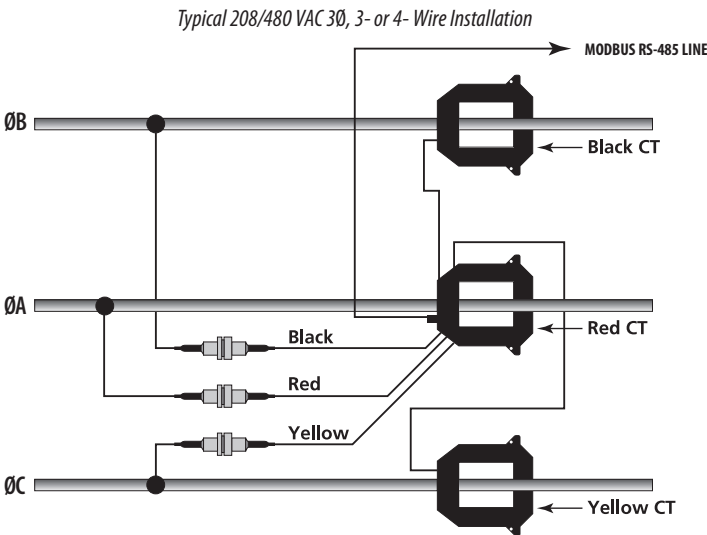 Typical 208/480 VAC 3Ø, 3- or 4- Wire Installation
MODBUS RS-485 LINE
ØB
Black CT
ØA
Red CT
Black
Red
Yellow
ØC
Yellow CT